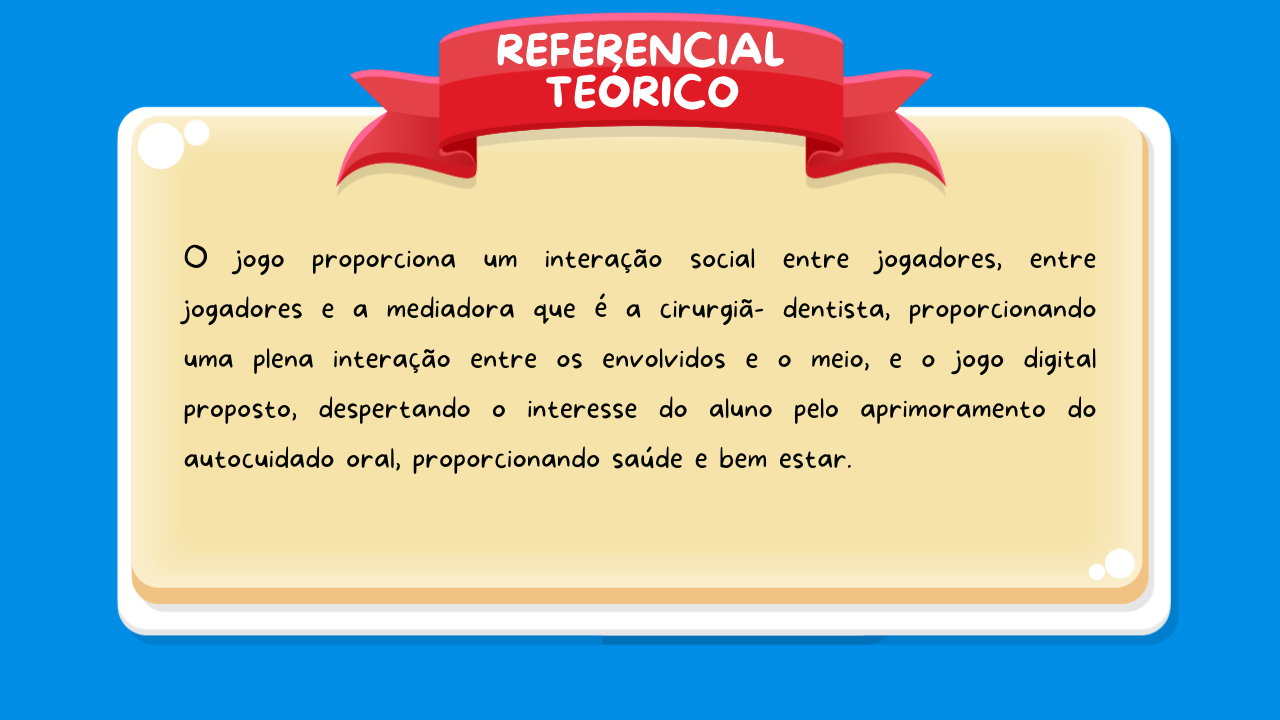 REFERENCIAL
TEÓRICO
O jogo proporciona um interação social entre jogadores, entre
jogadores e a mediadora que é a cirurgiã- dentista, proporcionando
uma plena interação entre os envolvidos e o meio, e o jogo digital
proposto, despertando o interesse do aluno pelo aprimoramento do
autocuidado oral, proporcionando saúde e bem estar.